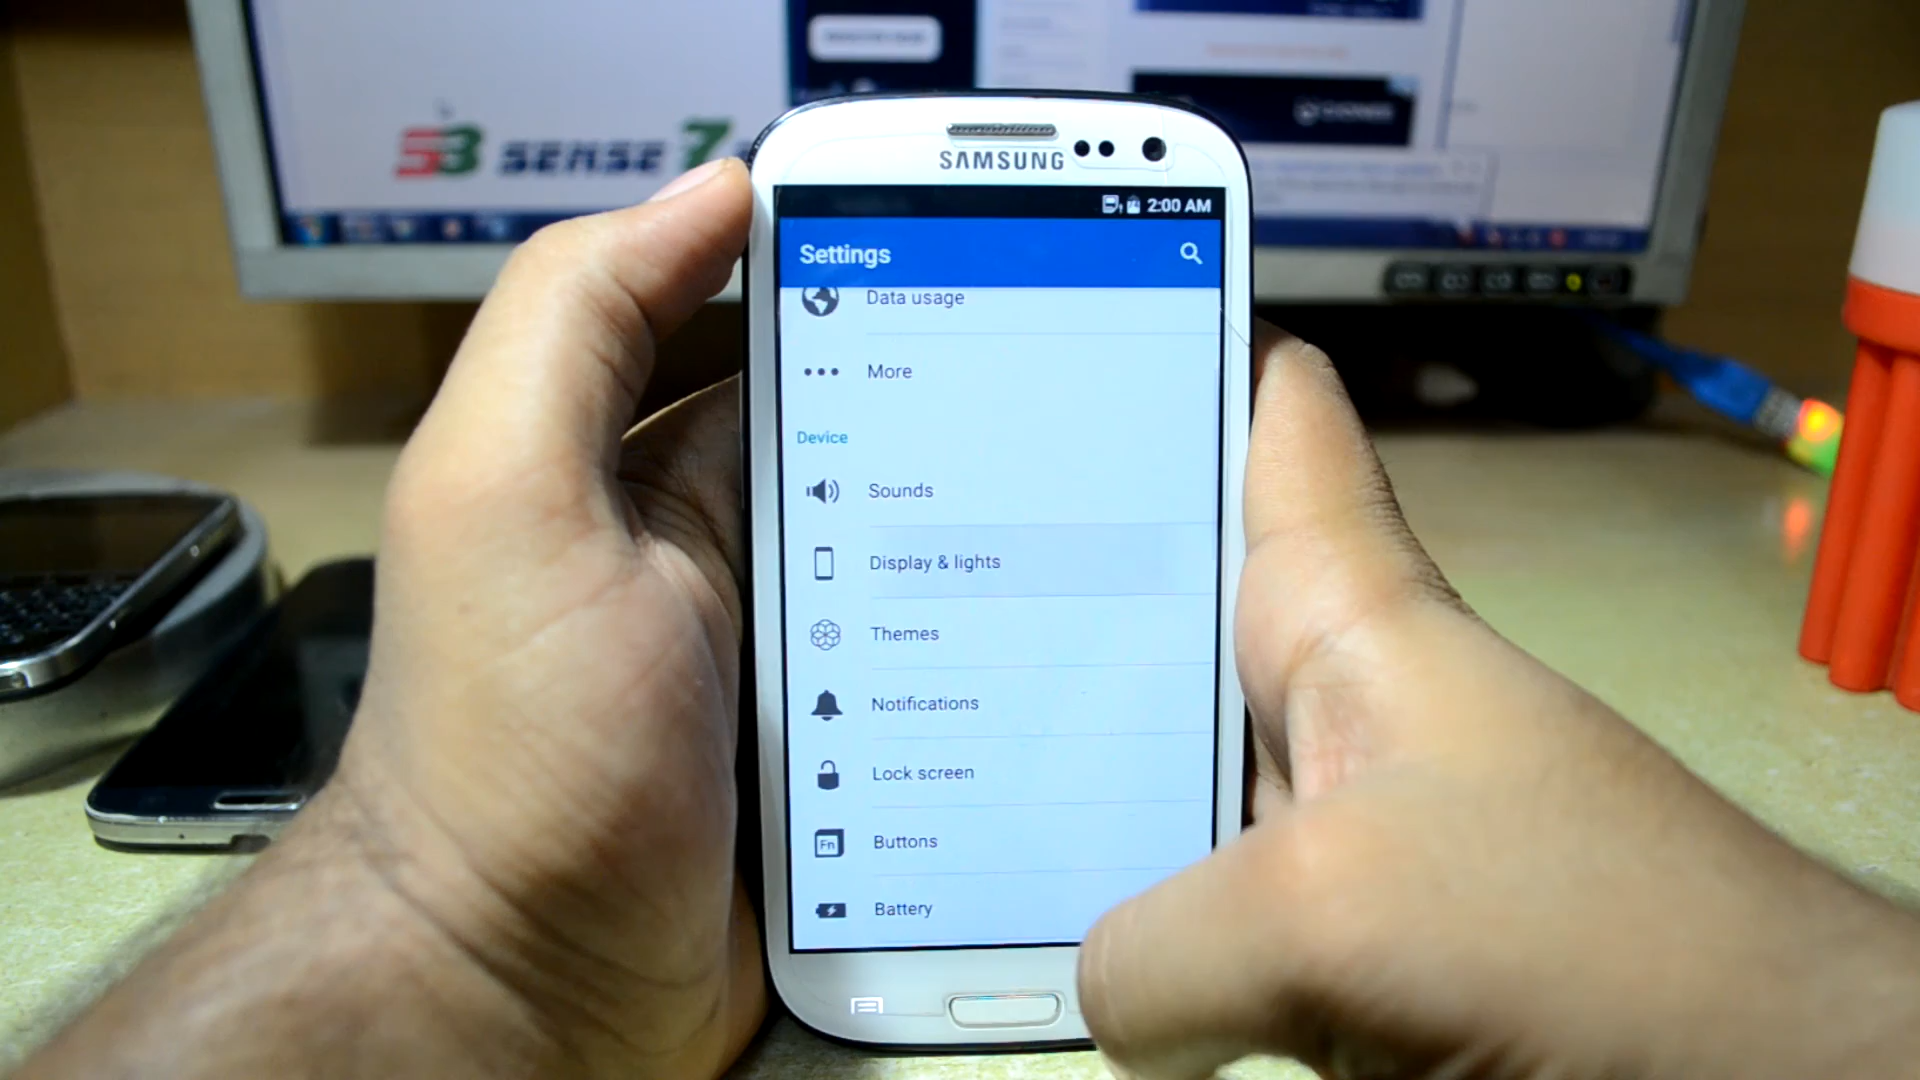 S3 SENSE 7
SAMSUNG
2:00 AM
Settings
Data usage
More
Device
Sounds
Display & lights
Themes
Notifications
Lock screen
Fn
Buttons
Battery